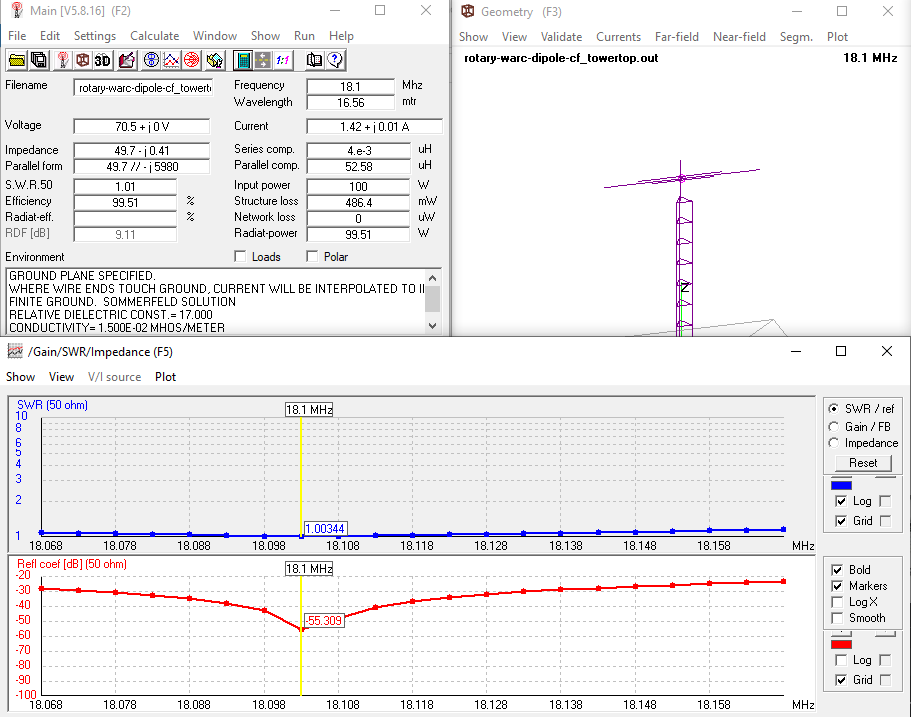 Main [V5.8.16] (F2)
File Edit Settings Calculate Window Show Run Help
3D 1:1
Filename rotary-warc-dipole-cf_towert
Frequency 18.1 Mhz
Wavelength 16.56 mtr
Voltage 70.5 + j 0 V
Current 1.42 + j 0.01 A
Impedance 49.7 - j 0.41
Series comp. 4.e-3 uH
Parallel form 49.7 // - j 5980
Parallel comp. 52.58 uH
S.W.R.50 1.01
Input power 100 W
Efficiency 99.51 %
Structure loss 486.4 mW
Radiat-eff. %
Network loss 0 uW
RDF [dB] 9.11
Radiat-power 99.51 W
Environment
Loads Polar
GROUND PLANE SPECIFIED.
WHERE WIRE ENDS TOUCH GROUND, CURRENT WILL BE INTERPOLATED TO
FINITE GROUND. SOMMERFELD SOLUTION
RELATIVE DIELECTRIC CONST.= 17.000
CONDUCTIVITY= 1.500E-02 MHOS/METER
Geometry (F3)
Show View Validate Currents Far-field Near-field Segm. Plot
rotary-warc-dipole-cf_towertop.out 18.1 MHz
Z
/Gain/SWR/Impedance (F5)
Show View V/I source Plot
SWR (50 ohm)
18.1 MHz
10
8
6
5
4
3
2
1
1.00344
18.068 18.078 18.088 18.098 18.108 18.118 18.128 18.138 18.148 18.158 MHz
Refl coef [dB] (50 ohm)
18.1 MHz
-20
-30
-40
-50
-60
-70
-80
-90
-100
-55.309
18.068 18.078 18.088 18.098 18.108 18.118 18.128 18.138 18.148 18.158 MHz
SWR / ref
Gain / FB
Impedance
Reset
Log
Grid
Bold
Markers
Log X
Smooth
Log
Grid